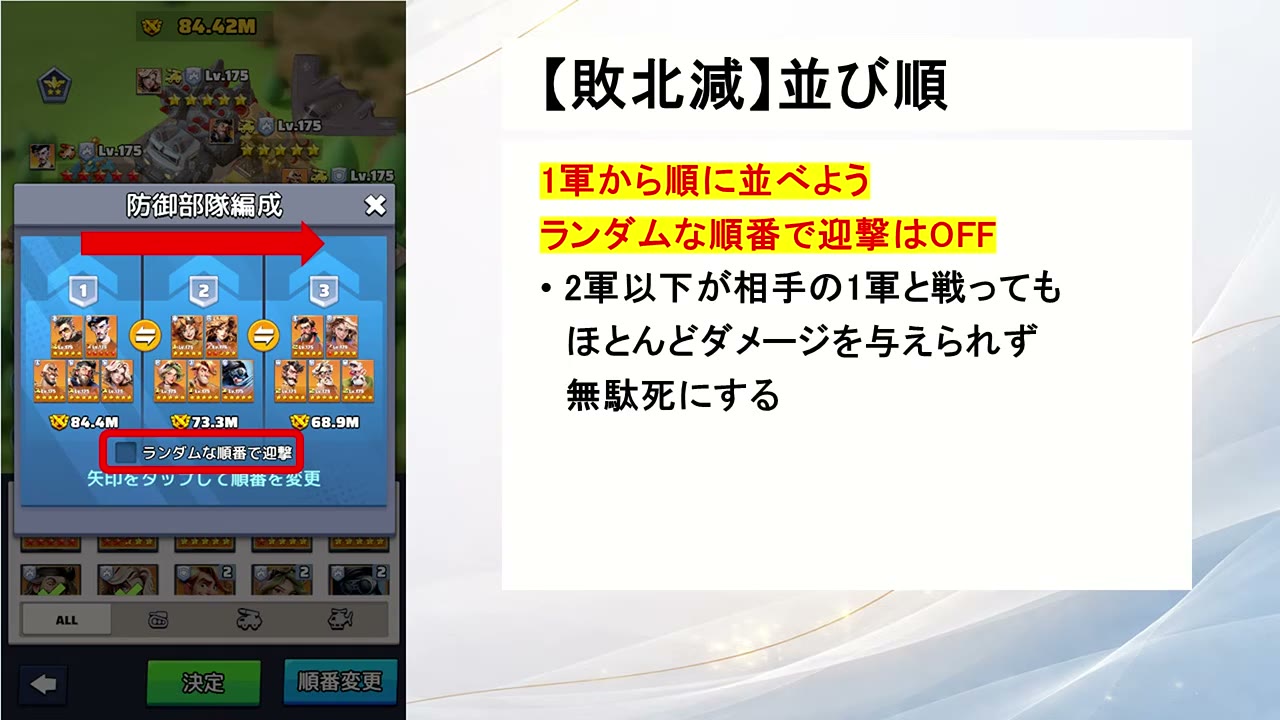 84.42M
Lv.175
Lv.175
Lv.175
Lv.175
防御部隊編成
1
2
3
84.4M
73.3M
68.9M
ランダムな順番で迎撃
矢印をタップして順番を変更
2
2
2
ALL
決定
順番変更
【敗北減】並び順
1軍から順に並べよう
ランダムな順番で迎撃はOFF
• 2軍以下が相手の1軍と戦っても
ほとんどダメージを与えられず
無駄死にする